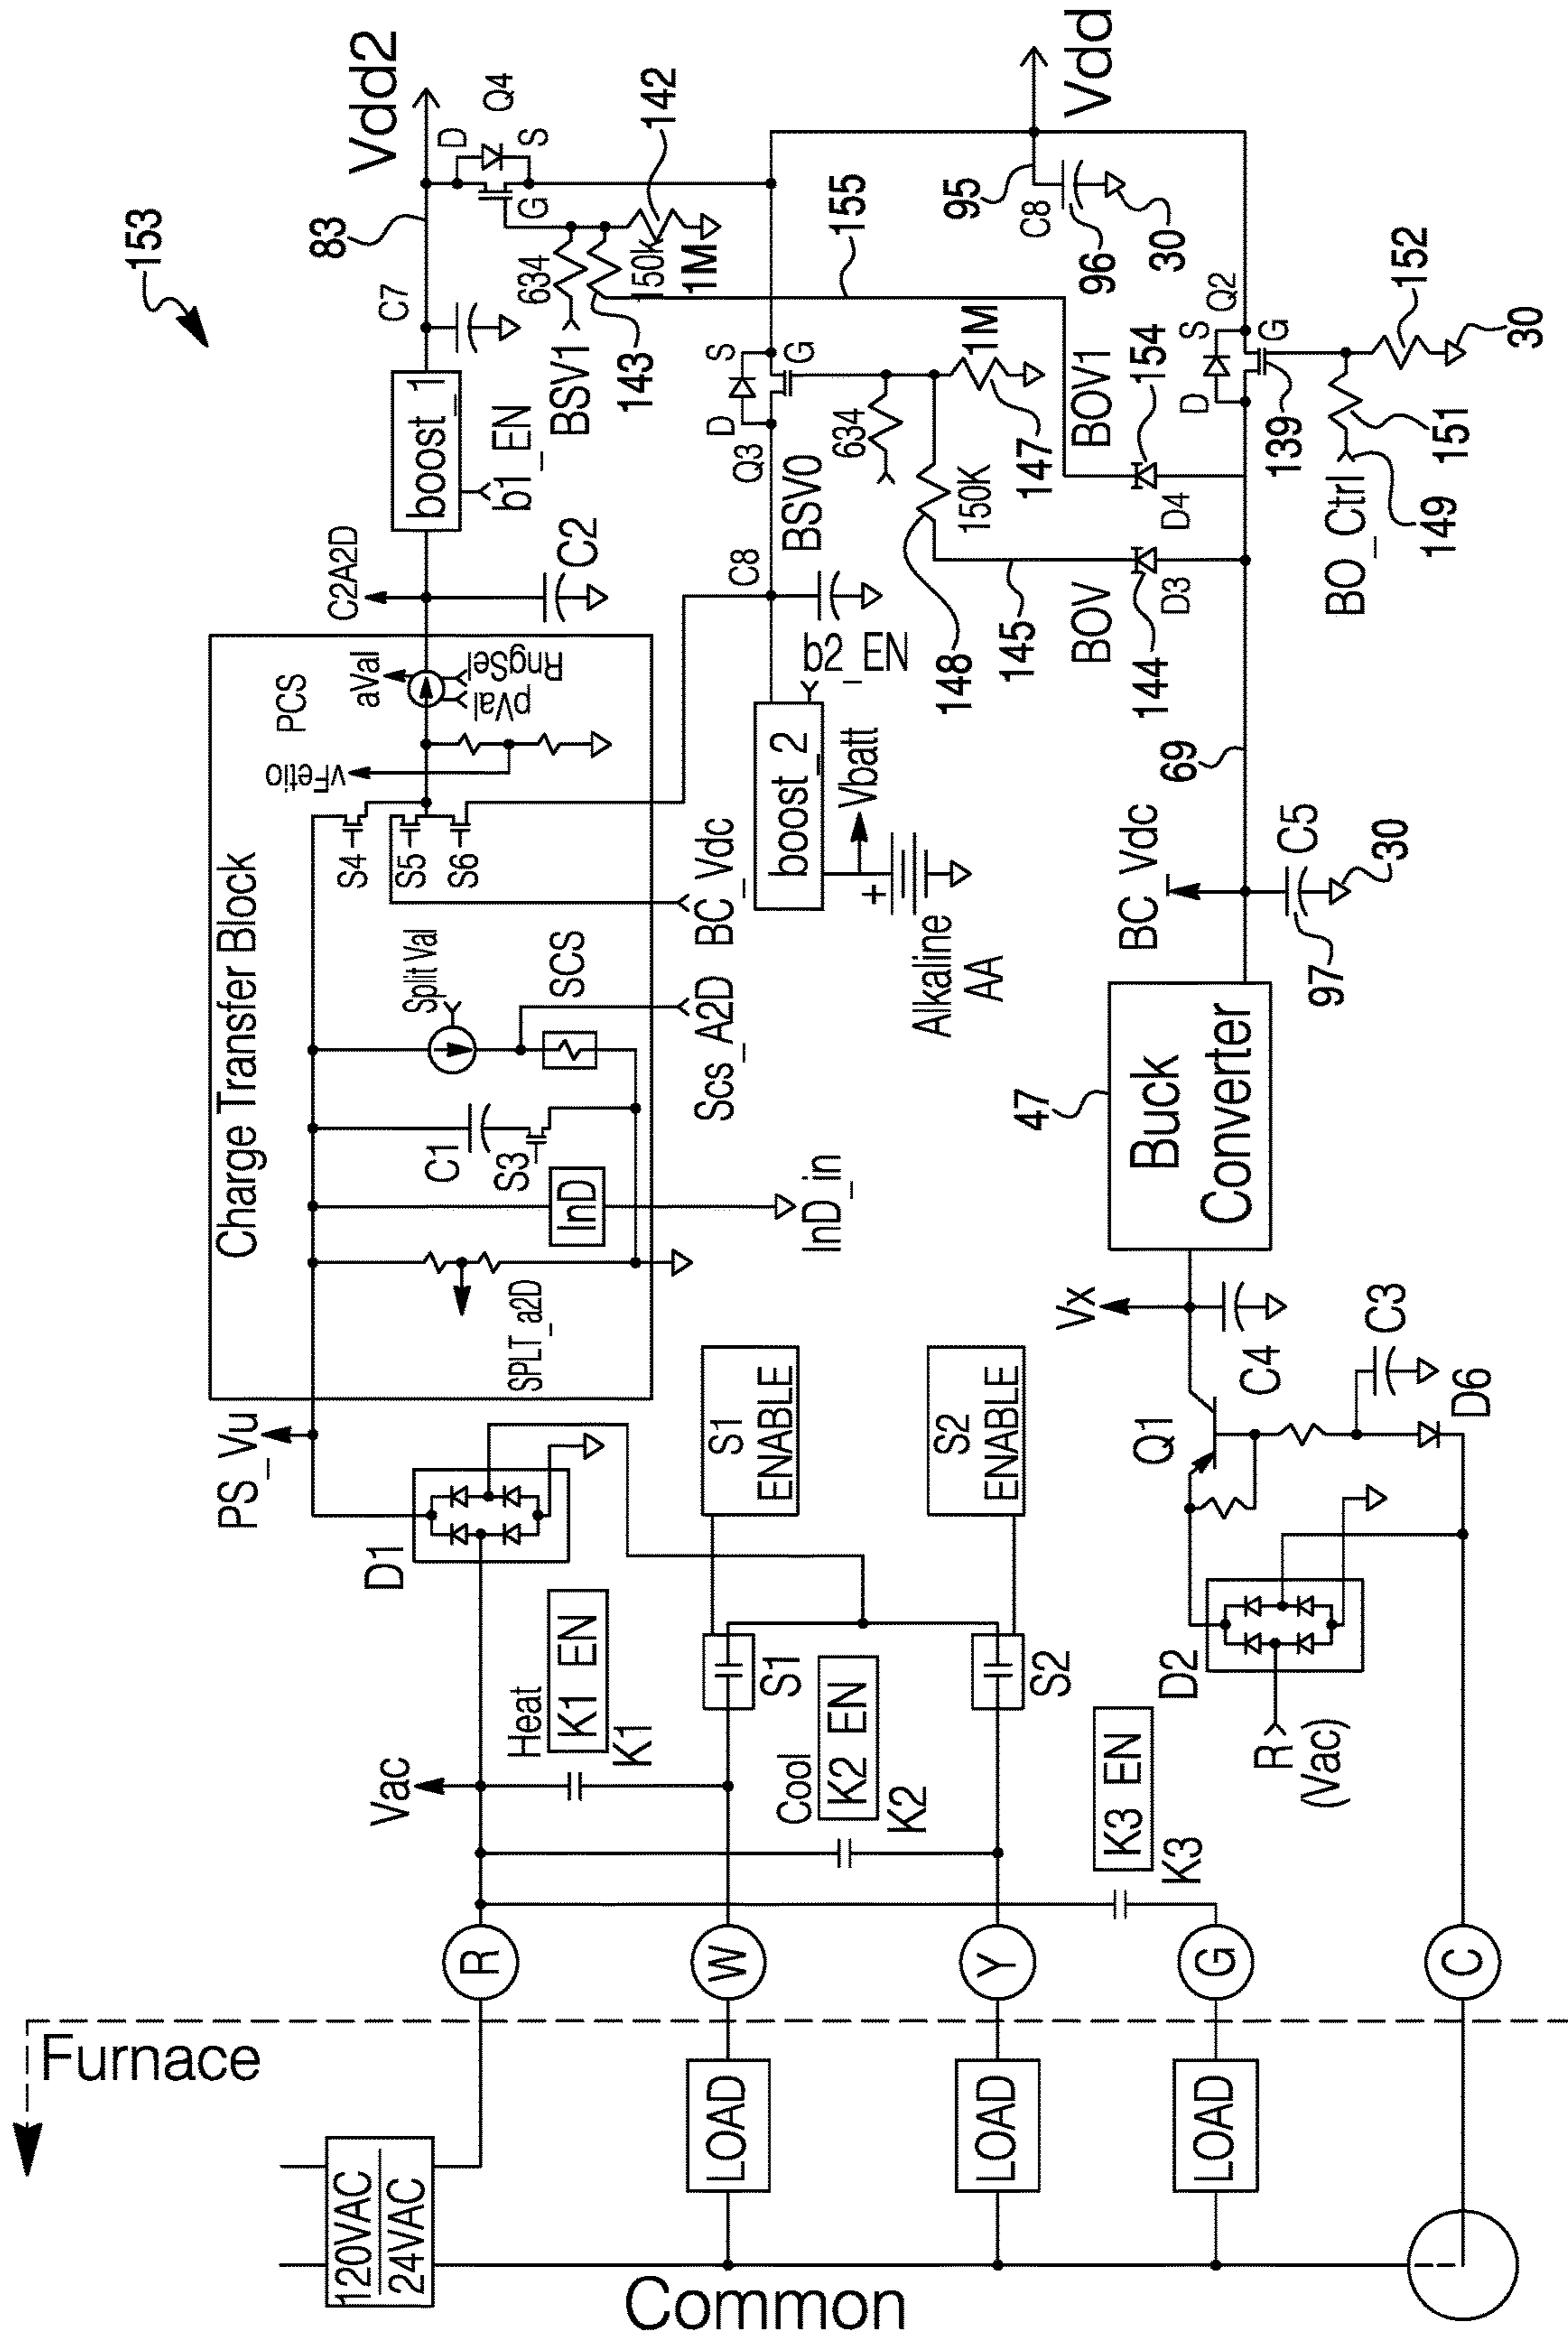 153
Furnace
120VAC
24VAC
Common
LOAD
LOAD
LOAD
R
W
Y
G
C
Vac
Heat
K1 EN
K1
Cool
K2 EN
K2
K3 EN
K3
S1
S2
S1
ENABLE
S2
ENABLE
D1
PS_Vu
Charge Transfer Block
SPLT_a2D
InD
InD_in
C1
S3
Split Val
SCS
Scs_A2D
BC_Vdc
S4
S5
S6
vFetio
PCS
aVal
pVal
RngSel
C2A2D
C2
boost_1
b1_EN
C7
83
Vdd2
D
Q4
S
G
634
BSV1
150K
143
1M
142
boost_2
b2_EN
Vbatt
+
Alkaline
AA
C8
BSV0
Q3
D
S
G
634
150K
148
1M
147
155
145
95
C8
96
30
Vdd
R
(Vac)
D2
Q1
C3
D6
Vx
C4
47
Buck
Converter
BC_Vdc
C5
97
30
69
BOV
144
D3
BOV1
154
D4
D
S
Q2
G
139
BO_Ctrl
149
151
152
30